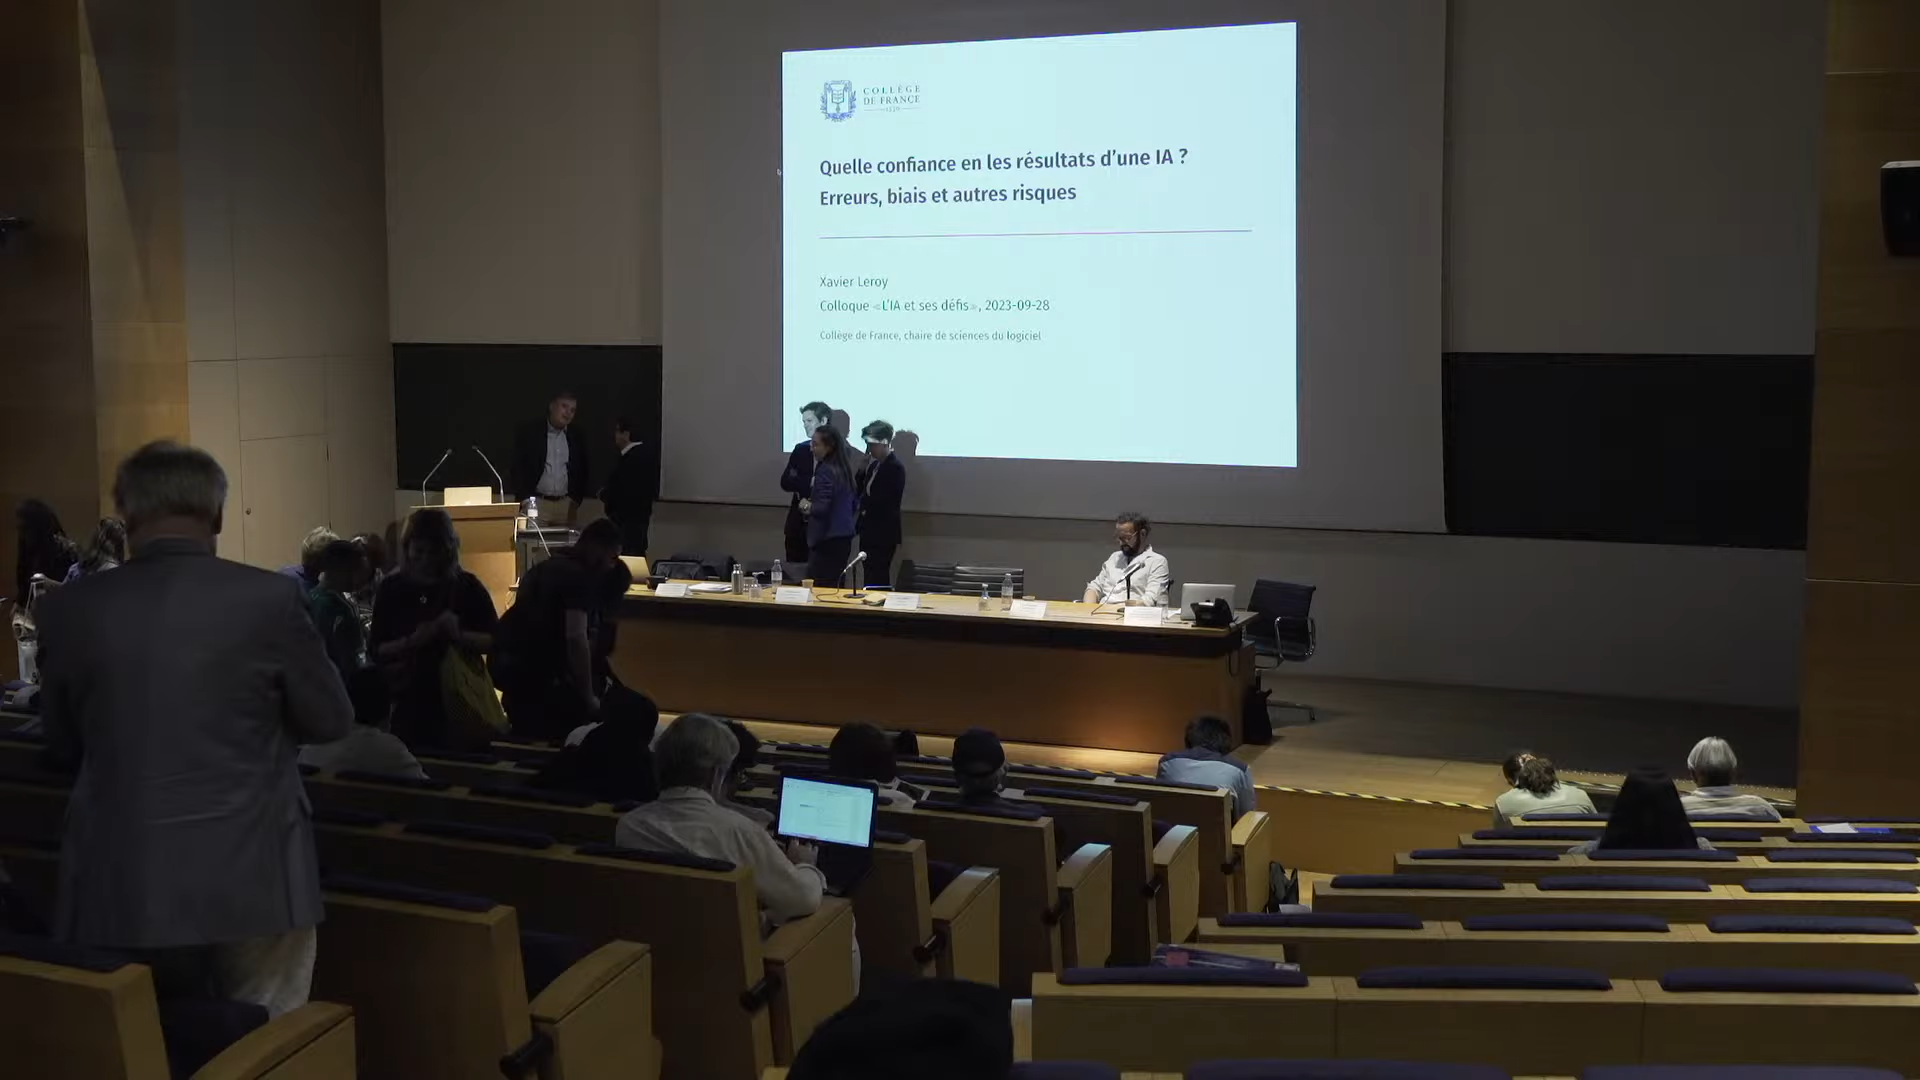 COLLÈGE
DE FRANCE
1530
Quelle confiance en les résultats d'une IA ?
Erreurs, biais et autres risques
Xavier Leroy
Colloque «L'IA et ses défis», 2023-09-28
Collège de France, chaire de sciences du logiciel